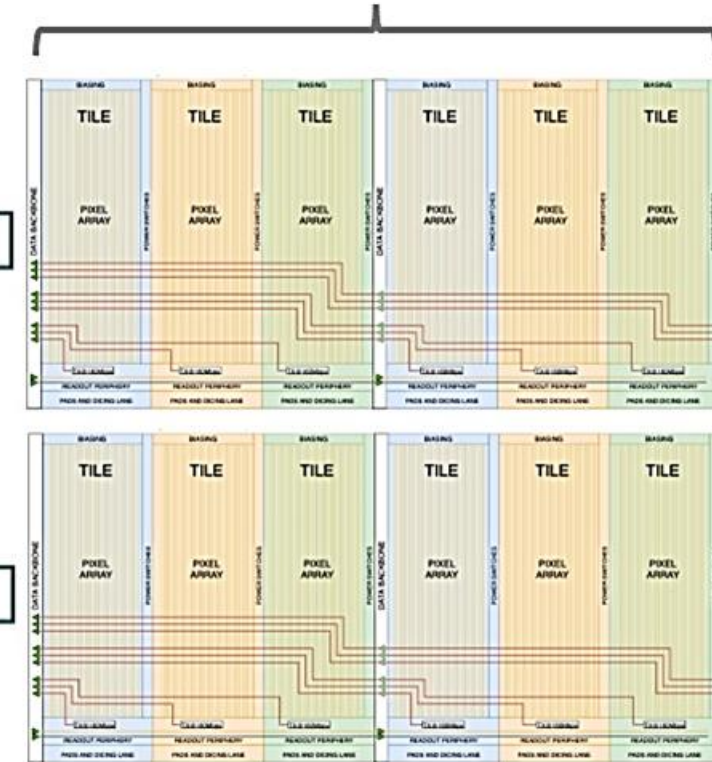 BIASING BIASING BIASING BIASING BIASING BIASING
TILE TILE TILE TILE TILE TILE
DATA BACKBONE POWER SWITCHES POWER SWITCHES POWER SWITCHES DATA BACKBONE POWER SWITCHES POWER SWITCHES
PIXEL PIXEL PIXEL PIXEL PIXEL PIXEL
ARRAY ARRAY ARRAY ARRAY ARRAY ARRAY
READOUT PERIPHERY READOUT PERIPHERY READOUT PERIPHERY READOUT PERIPHERY READOUT PERIPHERY READOUT PERIPHERY
PADS AND DICING LANE PADS AND DICING LANE PADS AND DICING LANE PADS AND DICING LANE PADS AND DICING LANE PADS AND DICING LANE
BIASING BIASING BIASING BIASING BIASING BIASING
TILE TILE TILE TILE TILE TILE
DATA BACKBONE POWER SWITCHES POWER SWITCHES POWER SWITCHES DATA BACKBONE POWER SWITCHES POWER SWITCHES
PIXEL PIXEL PIXEL PIXEL PIXEL PIXEL
ARRAY ARRAY ARRAY ARRAY ARRAY ARRAY
READOUT PERIPHERY READOUT PERIPHERY READOUT PERIPHERY READOUT PERIPHERY READOUT PERIPHERY READOUT PERIPHERY
PADS AND DICING LANE PADS AND DICING LANE PADS AND DICING LANE PADS AND DICING LANE PADS AND DICING LANE PADS AND DICING LANE